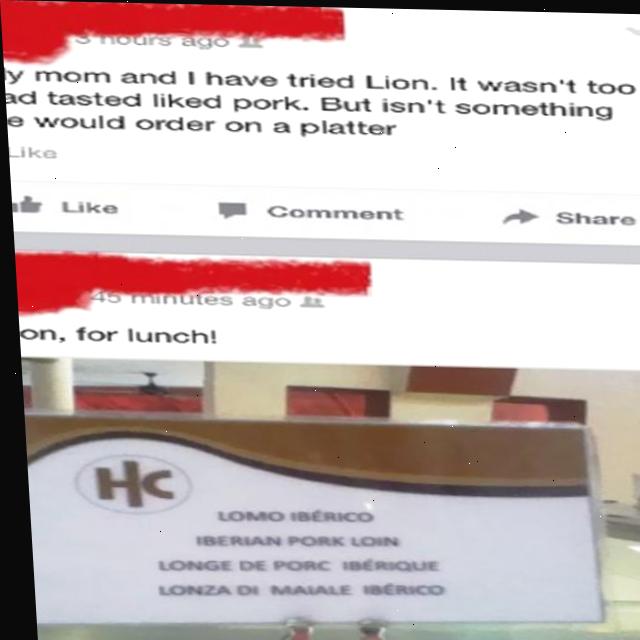 3 hours ago
y mom and I have tried Lion. It wasn't too
ad tasted liked pork. But isn't something
e would order on a platter
Like
Like Comment Share
45 minutes ago
on, for lunch!
HC
LOMO IBÉRICO
IBERIAN PORK LOIN
LONGE DE PORC IBÉRIQUE
LONZA DI MAIALE IBÉRICO